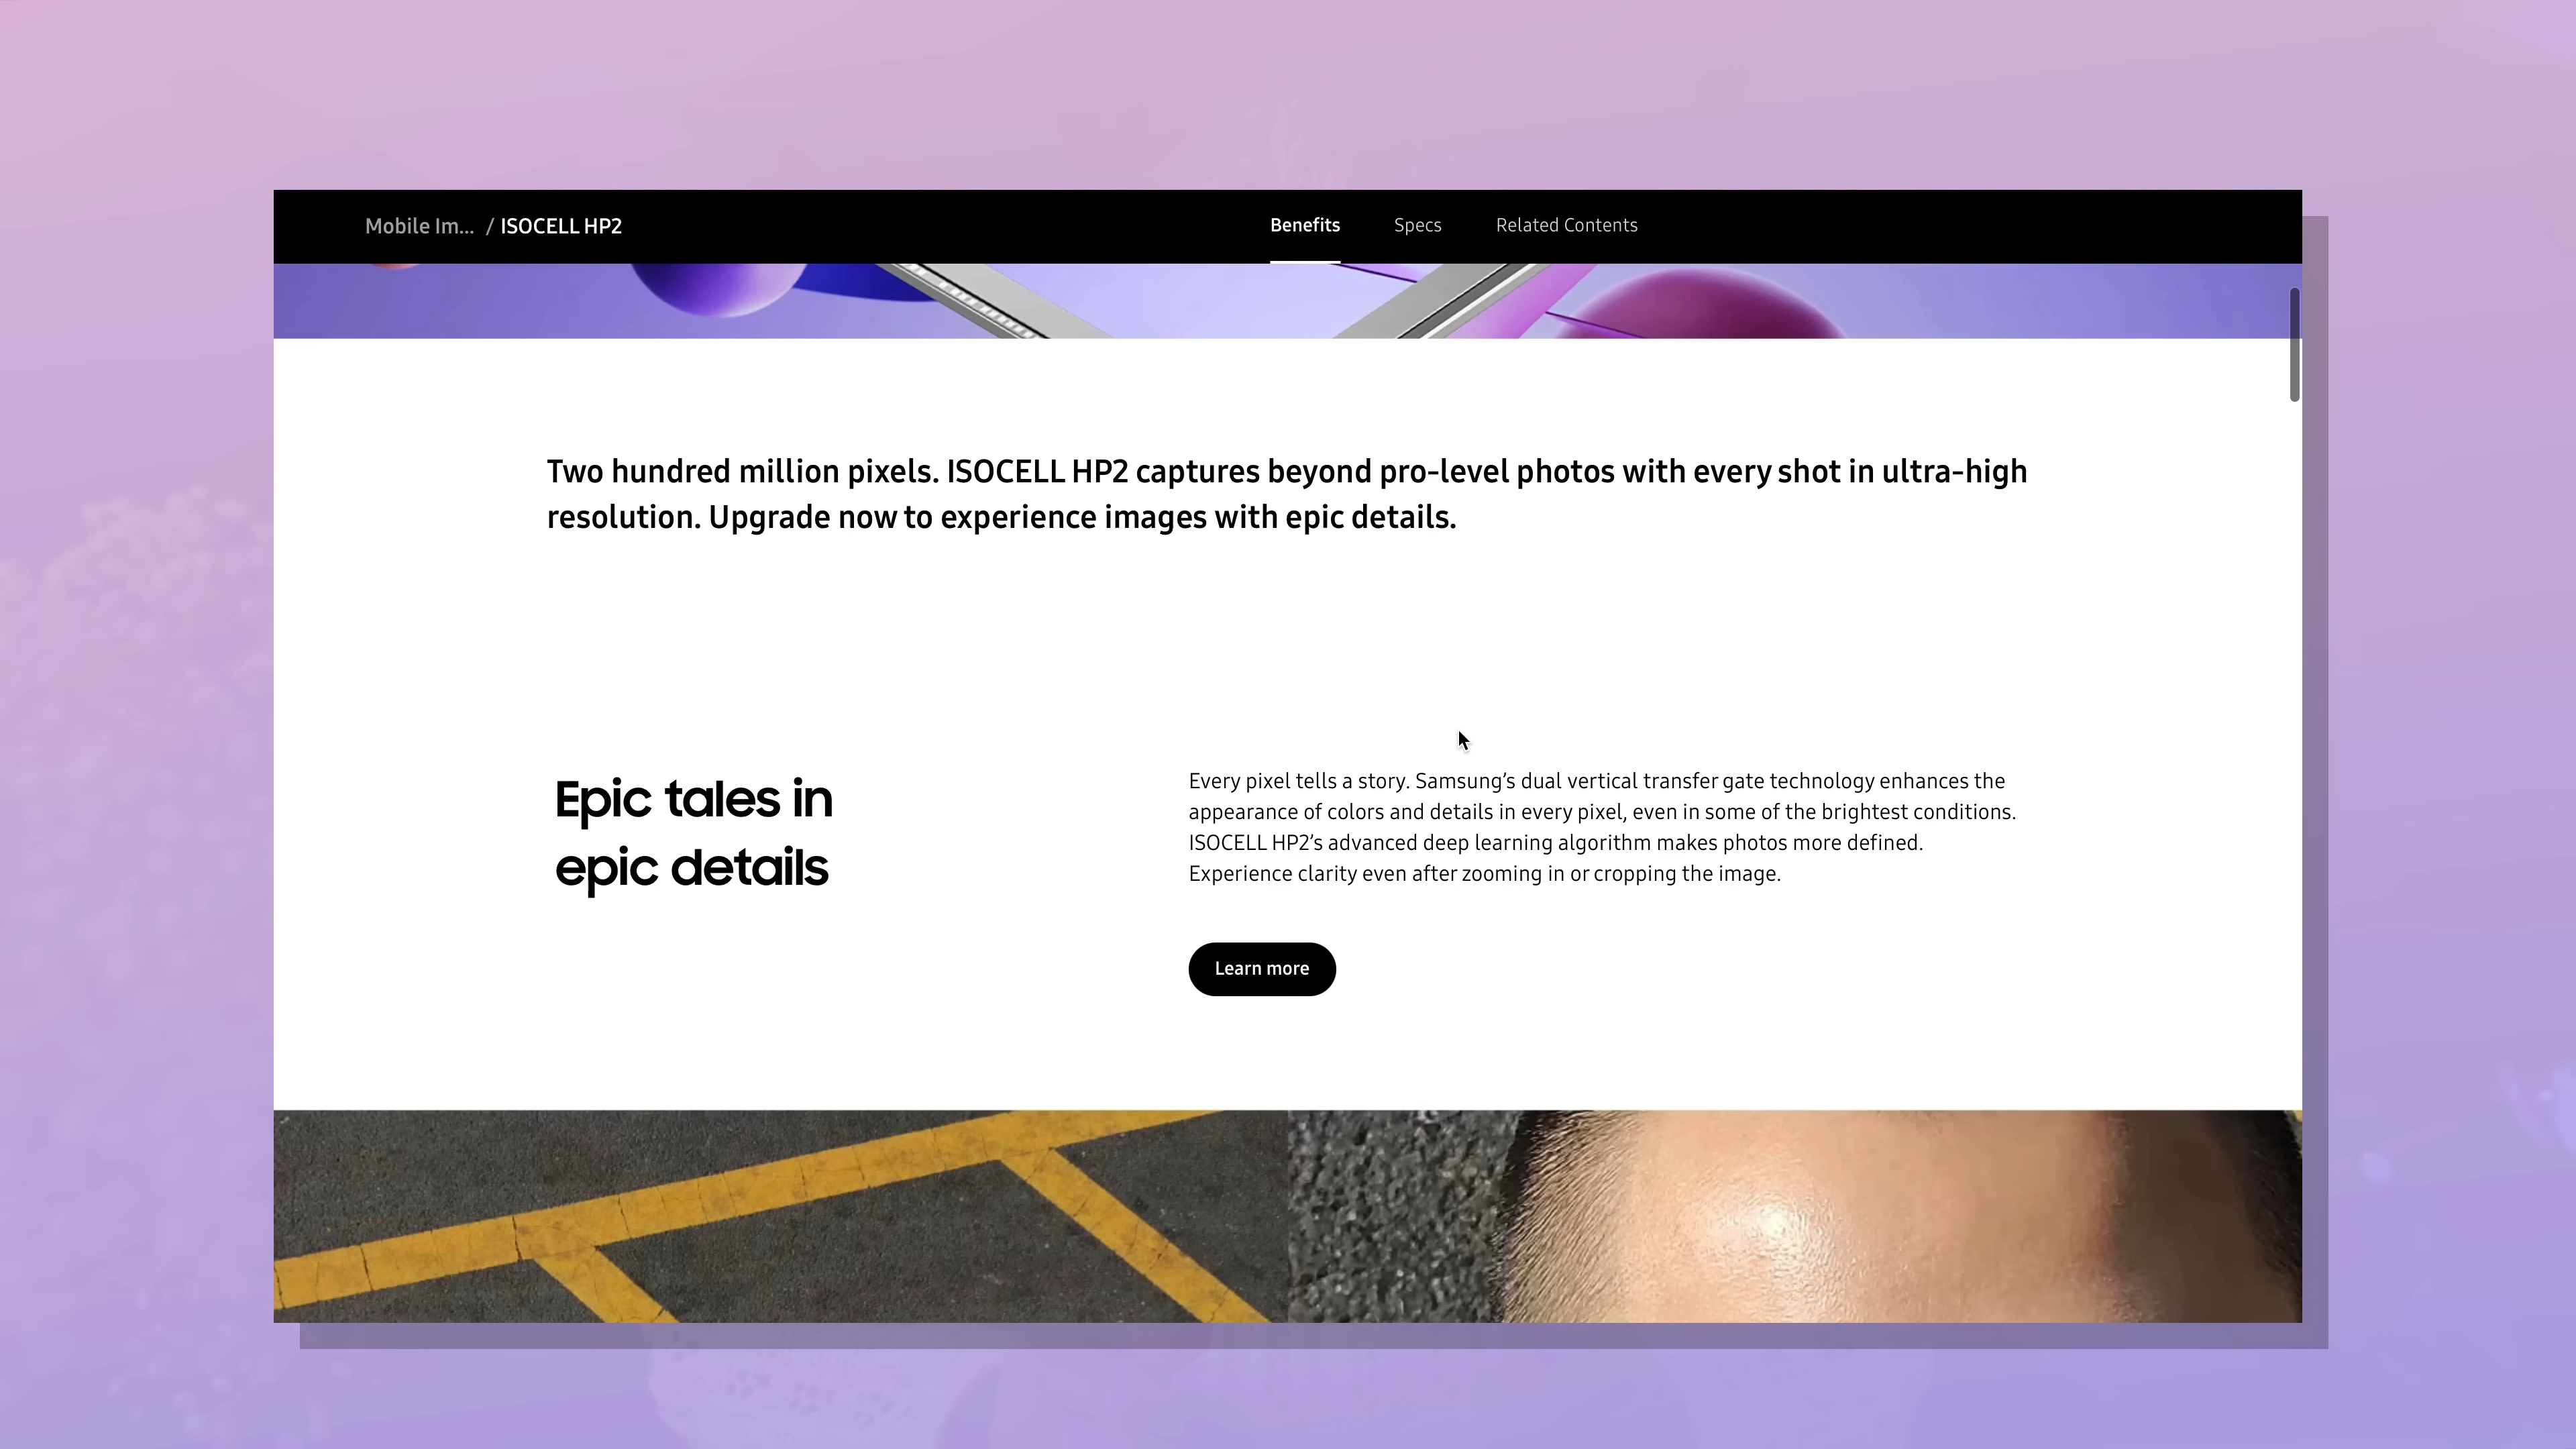 Mobile Im... / ISOCELL HP2
Benefits
Specs
Related Contents
Two hundred million pixels. ISOCELL HP2 captures beyond pro-level photos with every shot in ultra-high
resolution. Upgrade now to experience images with epic details.
Epic tales in
epic details
Every pixel tells a story. Samsung’s dual vertical transfer gate technology enhances the
appearance of colors and details in every pixel, even in some of the brightest conditions.
ISOCELL HP2’s advanced deep learning algorithm makes photos more defined.
Experience clarity even after zooming in or cropping the image.
Learn more